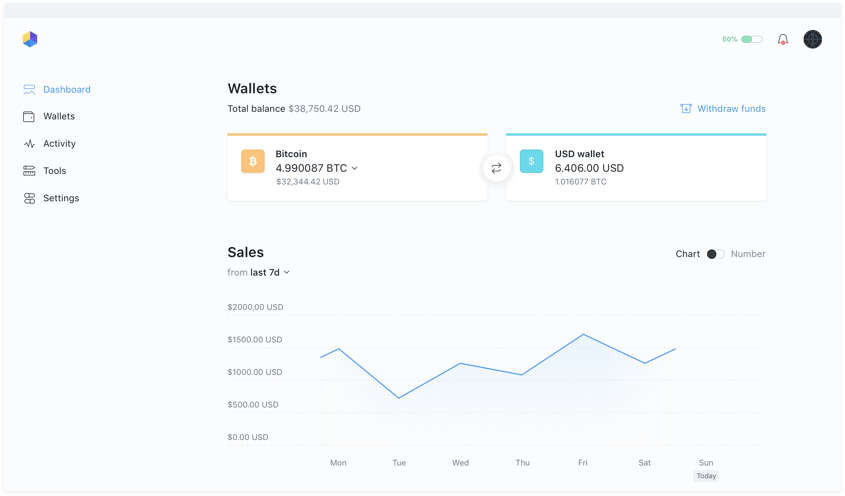 50%
Dashboard
Wallets
Activity
Tools
Settings
Wallets
Total balance $38,750.42 USD
Withdraw funds
Bitcoin
4.990087 BTC
$32,344.42 USD
$
USD wallet
6.406.00 USD
1.016077 BTC
Sales
from last 7d
Chart
Number
$2000,00 USD
$1500.00 USD
$1000.00 USD
$500.00 USD
$0.00 USD
Mon Tue Wed Thu Fri Sat Sun
Today